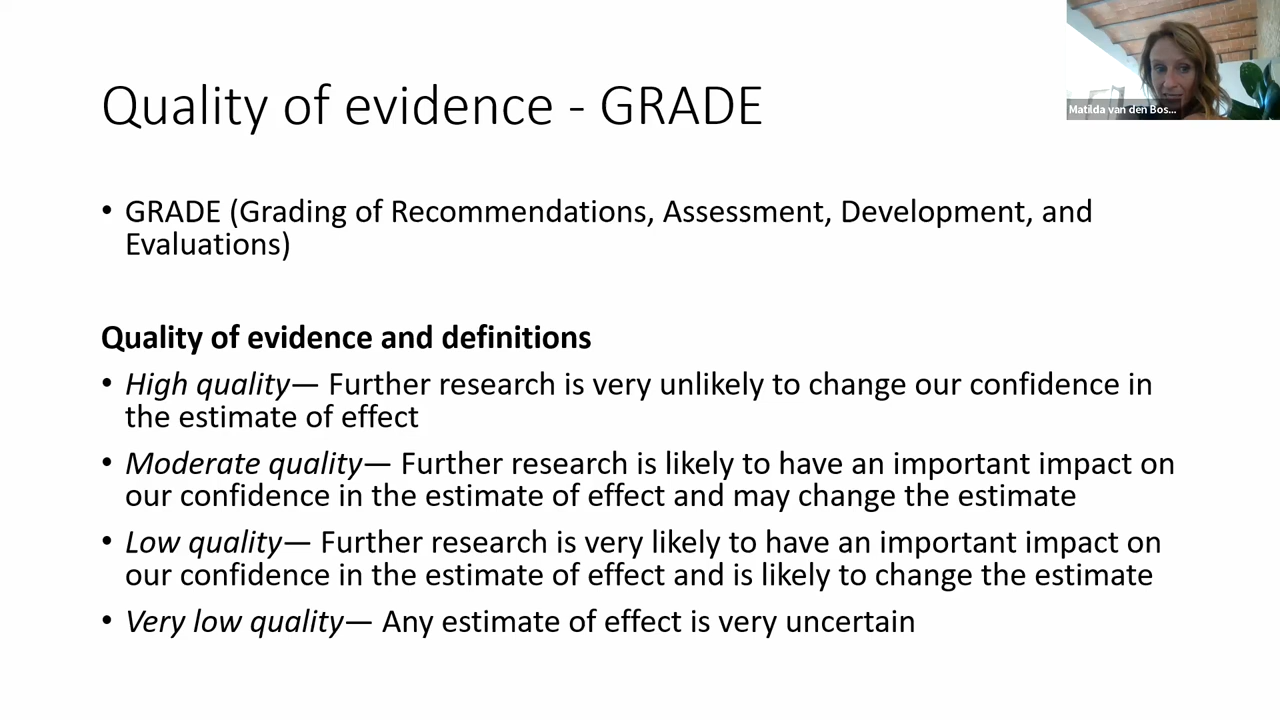 Quality of evidence - GRADE
Matilda van den Bos...
• GRADE (Grading of Recommendations, Assessment, Development, and
Evaluations)
Quality of evidence and definitions
• High quality— Further research is very unlikely to change our confidence in
the estimate of effect
• Moderate quality— Further research is likely to have an important impact on
our confidence in the estimate of effect and may change the estimate
• Low quality— Further research is very likely to have an important impact on
our confidence in the estimate of effect and is likely to change the estimate
• Very low quality— Any estimate of effect is very uncertain